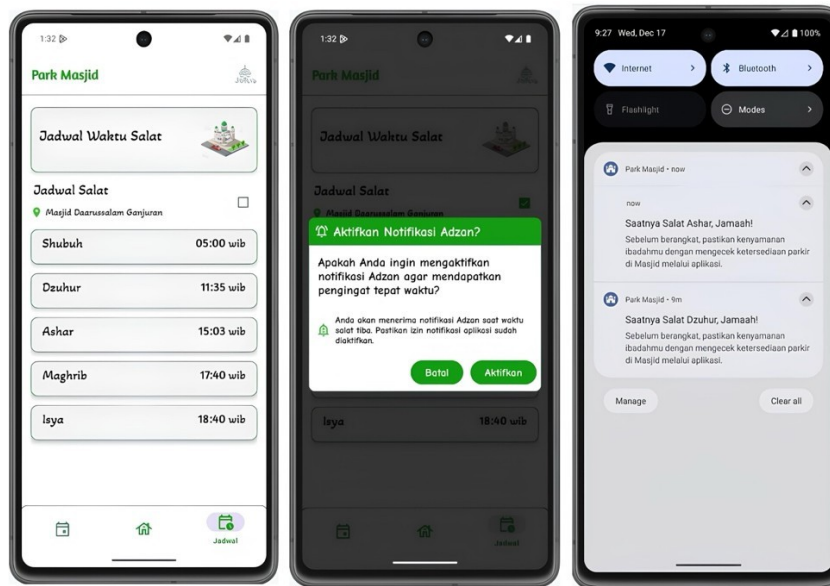 1:32
Park Masjid
Jadwal Waktu Salat
Jadwal Salat
Masjid Daarussalam Ganjuran
Shubuh 05:00 wib
Dzuhur 11:35 wib
Ashar 15:03 wib
Maghrib 17:40 wib
Isya 18:40 wib
Jadwal
1:32
Park Masjid
Jadwal Waktu Salat
Jadwal Salat
Masjid Daarussalam Ganjuran
Aktifkan Notifikasi Adzan?
Apakah Anda ingin mengaktifkan
notifikasi Adzan agar mendapatkan
pengingat tepat waktu?
Anda akan menerima notifikasi Adzan saat waktu
salat tiba. Pastikan izin notifikasi aplikasi sudah
diaktifkan.
Batal Aktifkan
Isya 18:40 wib
Jadwal
9:27 Wed, Dec 17 100%
Internet Bluetooth
Flashlight Modes
Park Masjid • now
now
Saatnya Salat Ashar, Jamaah!
Sebelum berangkat, pastikan kenyamanan
ibadahmu dengan mengecek ketersediaan parkir
di Masjid melalui aplikasi.
Park Masjid • 9m
Saatnya Salat Dzuhur, Jamaah!
Sebelum berangkat, pastikan kenyamanan
ibadahmu dengan mengecek ketersediaan parkir
di Masjid melalui aplikasi.
Manage Clear all